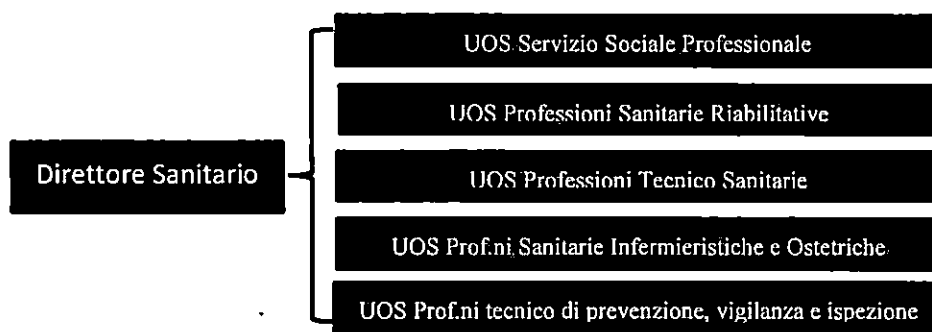 UOS Servizio Sociale Professionale
UOS Professioni Sanitarie Riabilitative
Direttore Sanitario
UOS Professioni Tecnico Sanitarie
UOS Prof.ni Sanitarie Infermieristiche e Ostetriche
UOS Prof.ni tecnico di prevenzione, vigilanza e ispezione